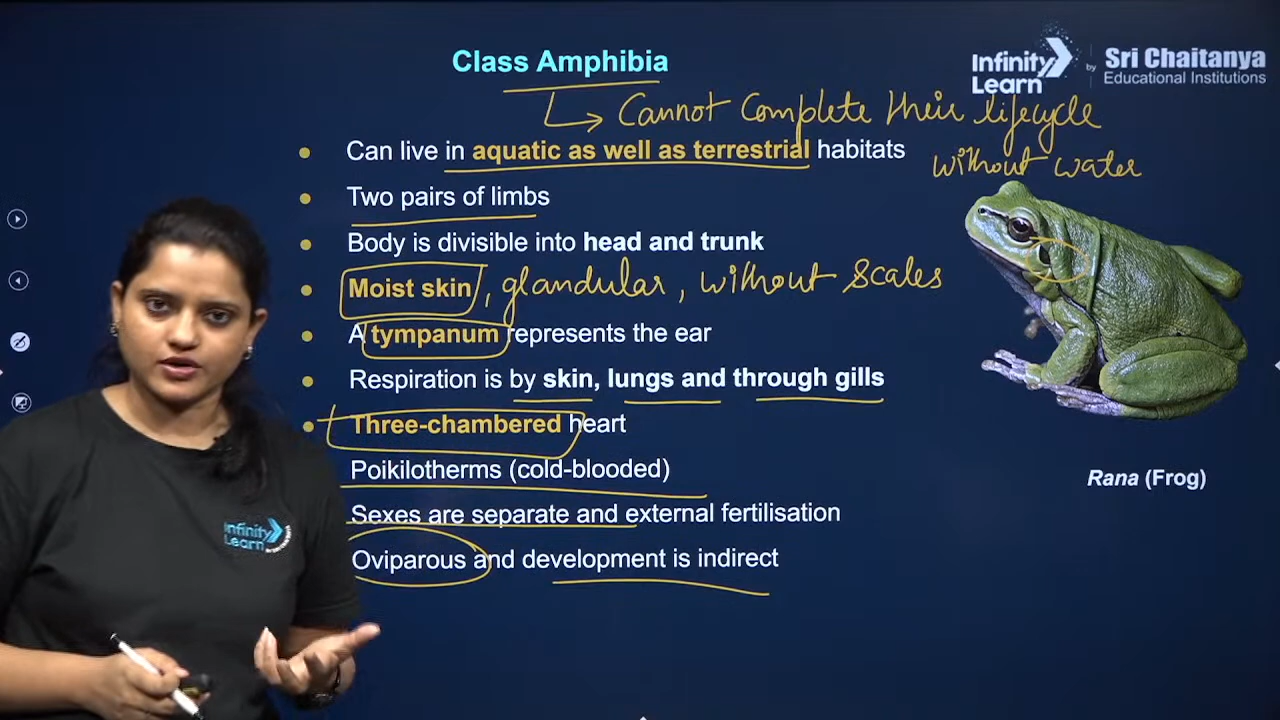 Class Amphibia
Infinity Learn by Sri Chaitanya Educational Institutions
Cannot complete their lifecycle
without water
Can live in aquatic as well as terrestrial habitats
Two pairs of limbs
Body is divisible into head and trunk
Moist skin, glandular, without scales
A tympanum represents the ear
Respiration is by skin, lungs and through gills
Three-chambered heart
Poikilotherms (cold-blooded)
Rana (Frog)
Sexes are separate and external fertilisation
Oviparous and development is indirect
Infinity
Learn